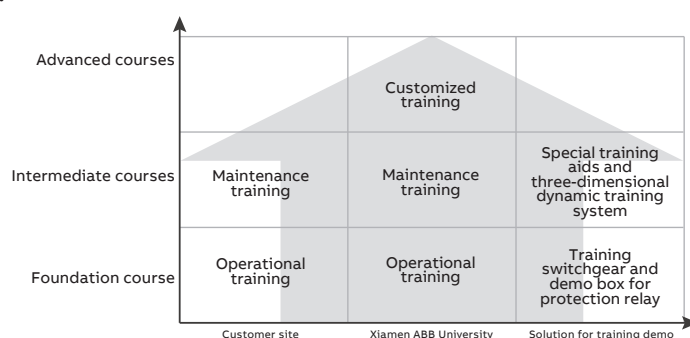 Advanced courses
Customized
training
Intermediate courses
Maintenance
training
Maintenance
training
Special training
aids and
three-dimensional
dynamic training
system
Foundation course
Operational
training
Operational
training
Training
switchgear and
demo box for
protection relay
Customer site
Xiamen ABB University
Solution for training demo